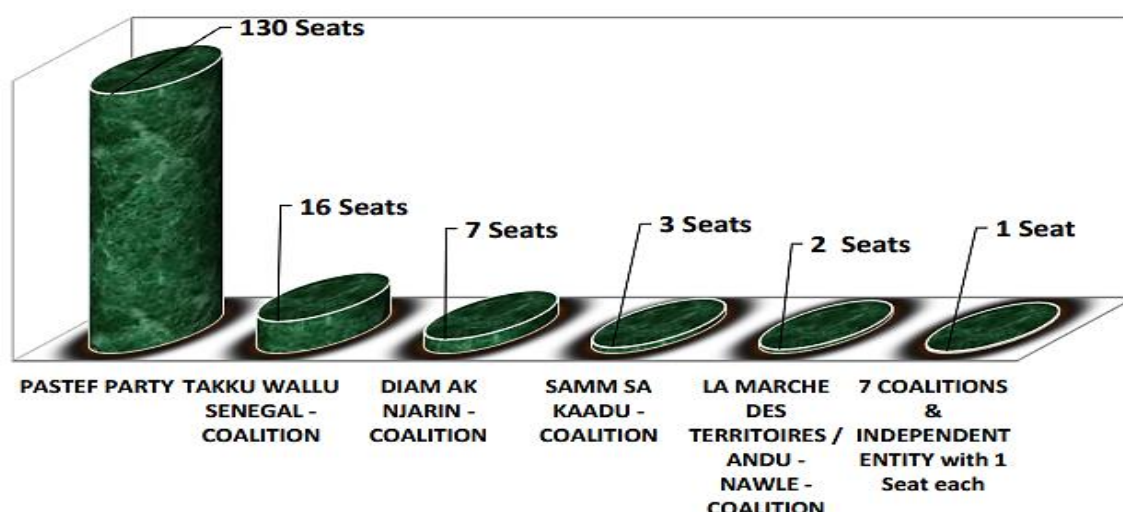 130 Seats
16 Seats
7 Seats
3 Seats
2 Seats
1 Seat
PASTEF PARTY
TAKKU WALLU
SENEGAL -
COALITION
DIAM AK
NJARIN -
COALITION
SAMM SA
KAADU -
COALITION
LA MARCHE
DES
TERRITOIRES /
ANDU -
NAWLE -
COALITION
7 COALITIONS
&
INDEPENDENT
ENTITY with 1
Seat each